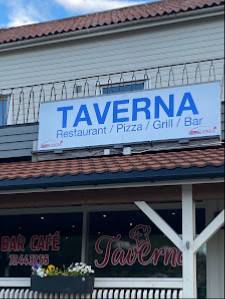 TAVERNA
Restaurant / Pizza / Grill / Bar
BAR CAFÉ
Taverna